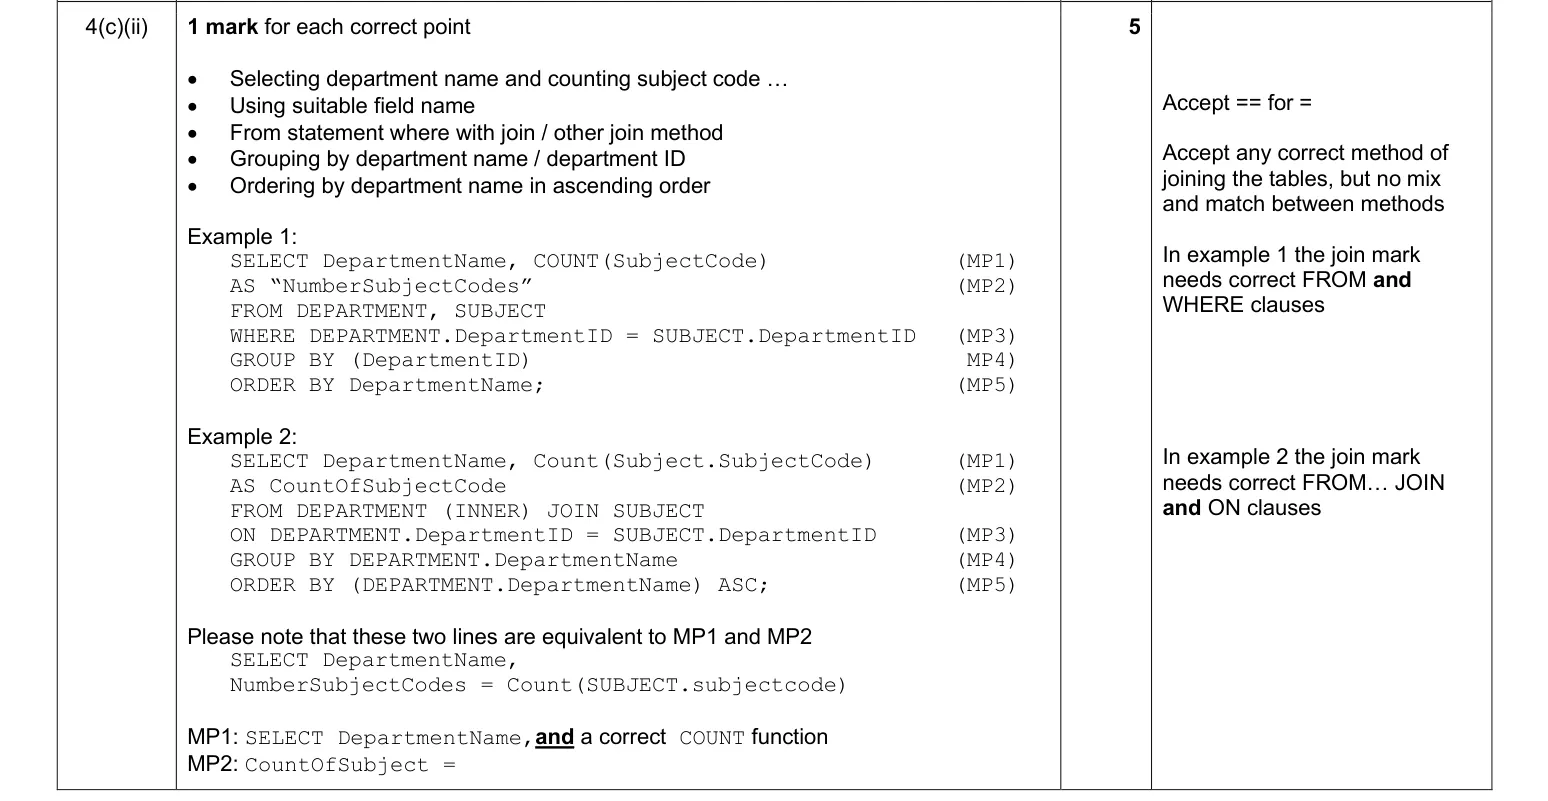 4(c)(ii)
1 mark for each correct point
5
• Selecting department name and counting subject code …
• Using suitable field name
• From statement where with join / other join method
• Grouping by department name / department ID
• Ordering by department name in ascending order
Accept == for =
Accept any correct method of
joining the tables, but no mix
and match between methods
Example 1:
SELECT DepartmentName, COUNT(SubjectCode) (MP1)
AS “NumberSubjectCodes” (MP2)
FROM DEPARTMENT, SUBJECT
WHERE DEPARTMENT.DepartmentID = SUBJECT.DepartmentID (MP3)
GROUP BY (DepartmentID) MP4)
ORDER BY DepartmentName; (MP5)
In example 1 the join mark
needs correct FROM and
WHERE clauses
Example 2:
SELECT DepartmentName, Count(Subject.SubjectCode) (MP1)
AS CountOfSubjectCode (MP2)
FROM DEPARTMENT (INNER) JOIN SUBJECT
ON DEPARTMENT.DepartmentID = SUBJECT.DepartmentID (MP3)
GROUP BY DEPARTMENT.DepartmentName (MP4)
ORDER BY (DEPARTMENT.DepartmentName) ASC; (MP5)
In example 2 the join mark
needs correct FROM… JOIN
and ON clauses
Please note that these two lines are equivalent to MP1 and MP2
SELECT DepartmentName,
NumberSubjectCodes = Count(SUBJECT.subjectcode)
MP1: SELECT DepartmentName, and a correct COUNT function
MP2: CountOfSubject =